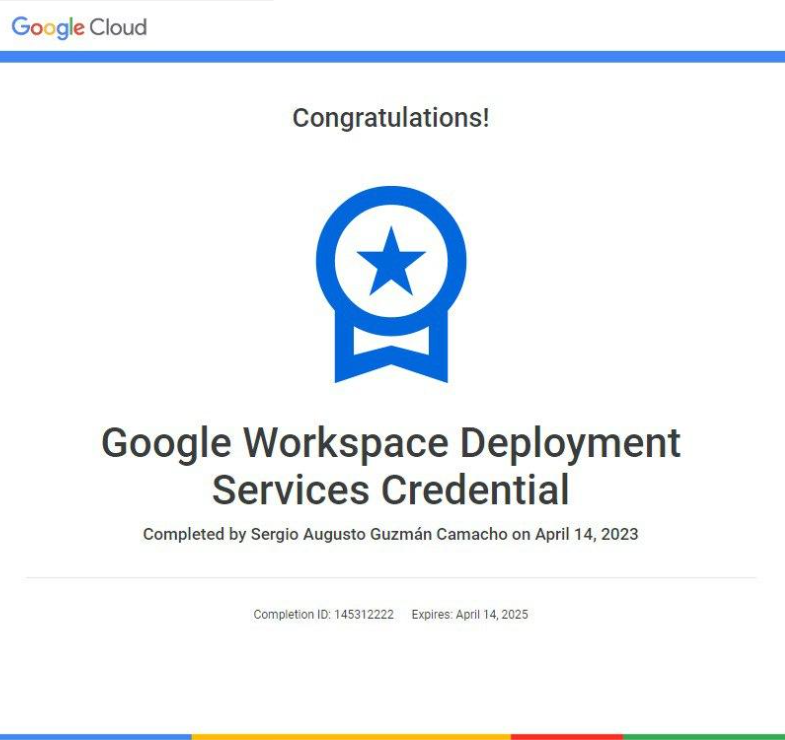 Google Cloud
Congratulations!
Google Workspace Deployment
Services Credential
Completed by Sergio Augusto Guzmán Camacho on April 14, 2023
Completion ID: 145312222 Expires: April 14, 2025